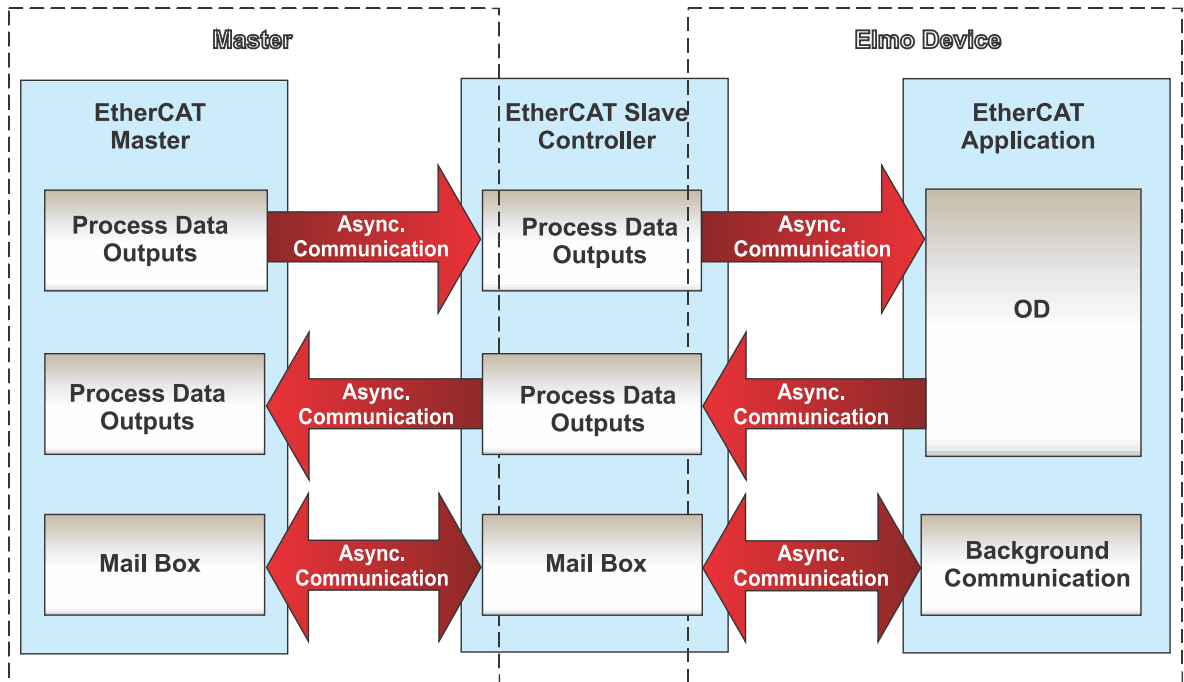 Master
Elmo Device
EtherCAT
Master
EtherCAT Slave
Controller
EtherCAT
Application
Process Data
Outputs
Async.
Communication
Process Data
Outputs
Async.
Communication
OD
Process Data
Outputs
Async.
Communication
Process Data
Outputs
Async.
Communication
Mail Box
Async.
Communication
Mail Box
Async.
Communication
Background
Communication